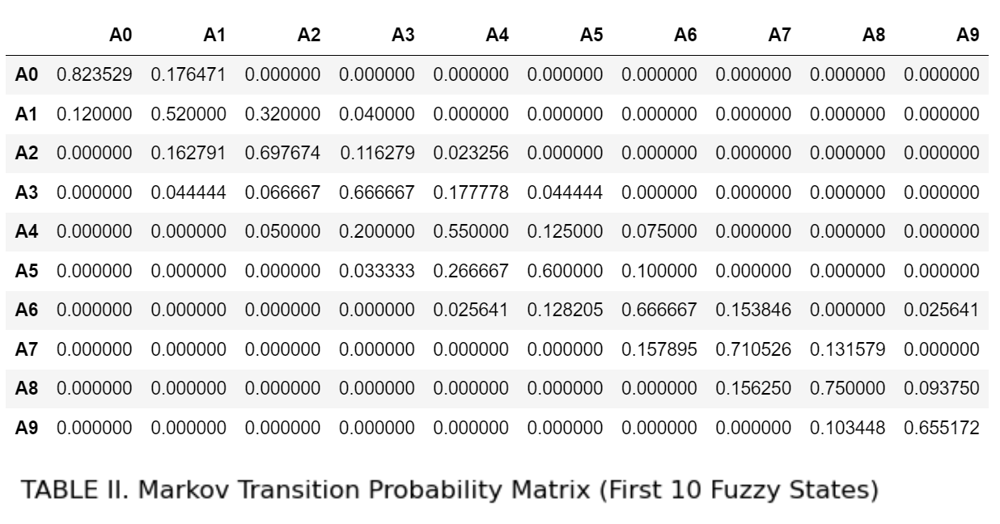 A0 A1 A2 A3 A4 A5 A6 A7 A8 A9
A0 0.823529 0.176471 0.000000 0.000000 0.000000 0.000000 0.000000 0.000000 0.000000 0.000000
A1 0.120000 0.520000 0.320000 0.040000 0.000000 0.000000 0.000000 0.000000 0.000000 0.000000
A2 0.000000 0.162791 0.697674 0.116279 0.023256 0.000000 0.000000 0.000000 0.000000 0.000000
A3 0.000000 0.044444 0.066667 0.666667 0.177778 0.044444 0.000000 0.000000 0.000000 0.000000
A4 0.000000 0.000000 0.050000 0.200000 0.550000 0.125000 0.075000 0.000000 0.000000 0.000000
A5 0.000000 0.000000 0.000000 0.033333 0.266667 0.600000 0.100000 0.000000 0.000000 0.000000
A6 0.000000 0.000000 0.000000 0.000000 0.025641 0.128205 0.666667 0.153846 0.000000 0.025641
A7 0.000000 0.000000 0.000000 0.000000 0.000000 0.000000 0.157895 0.710526 0.131579 0.000000
A8 0.000000 0.000000 0.000000 0.000000 0.000000 0.000000 0.000000 0.156250 0.750000 0.093750
A9 0.000000 0.000000 0.000000 0.000000 0.000000 0.000000 0.000000 0.000000 0.103448 0.655172
TABLE II. Markov Transition Probability Matrix (First 10 Fuzzy States)